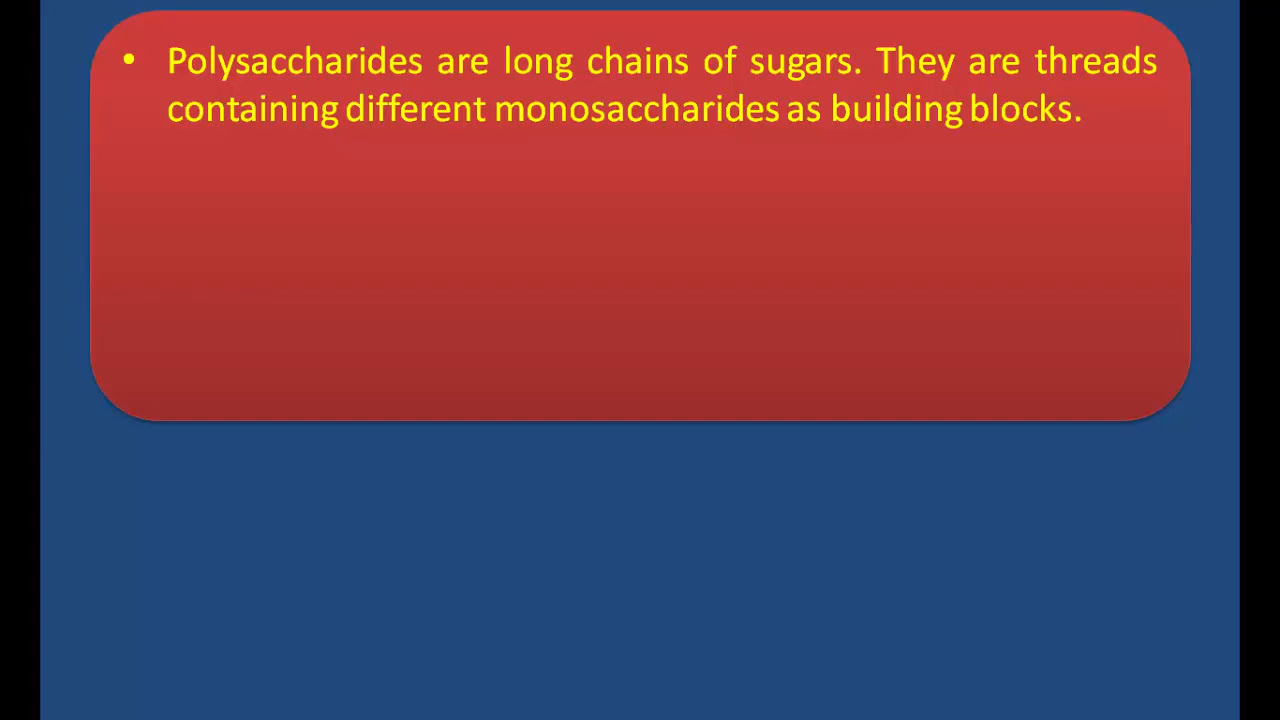 • Polysaccharides are long chains of sugars. They are threads
containing different monosaccharides as building blocks.